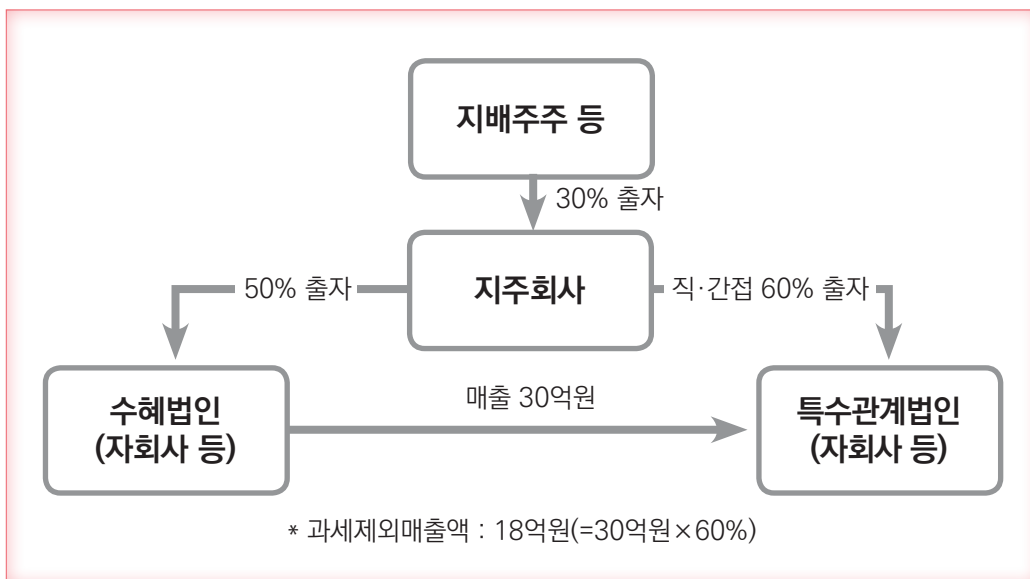 지배주주 등
30% 출자
50% 출자
지주회사
직·간접 60% 출자
수혜법인
(자회사 등)
매출 30억원
특수관계법인
(자회사 등)
* 과세제외매출액 : 18억원(=30억원×60%)